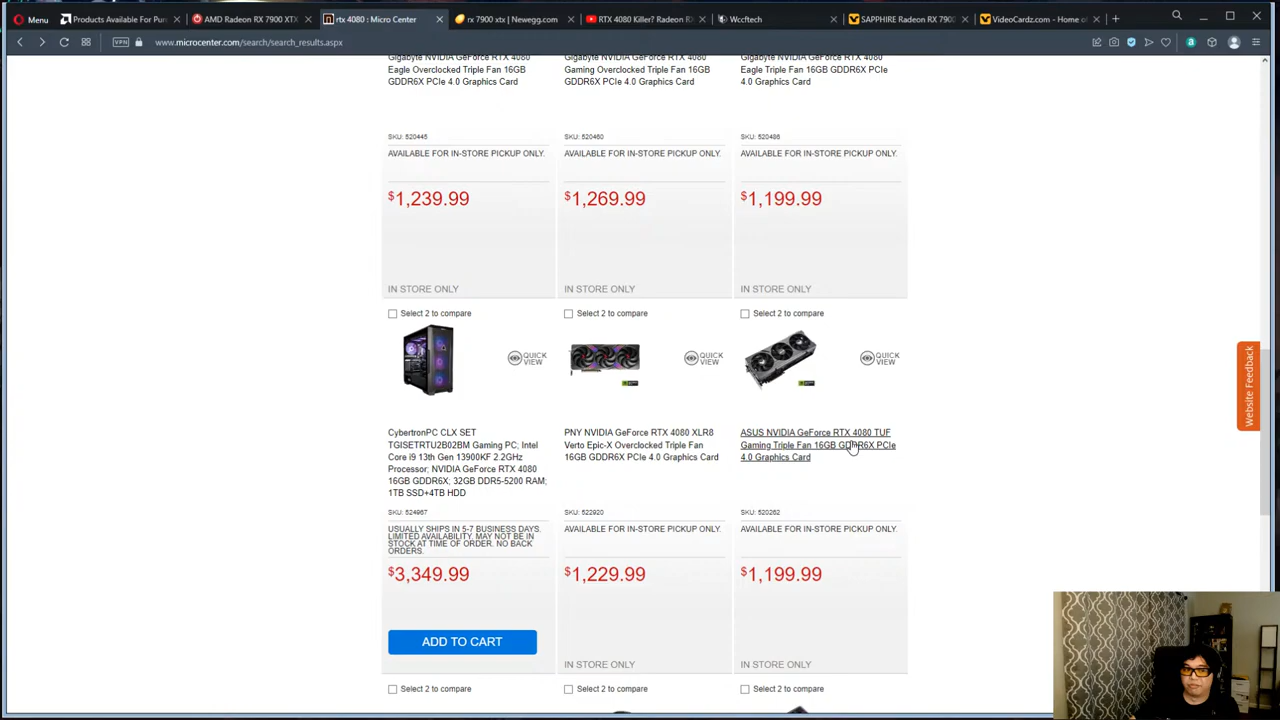 Menu
Products Available For Pur
AMD Radeon RX 7900 XTX
rtx 4080 : Micro Center
rx 7900 xtx | Newegg.com
RTX 4080 Killer? Radeon RX
Wccftech
SAPPHIRE Radeon RX 790
VideoCardz.com - Home of
VPN
www.microcenter.com/search/search_results.aspx
Gigabyte NVIDIA GeForce RTX 4080
Eagle Overclocked Triple Fan 16GB
GDDR6X PCIe 4.0 Graphics Card
Gigabyte NVIDIA GeForce RTX 4080
Gaming Overclocked Triple Fan 16GB
GDDR6X PCIe 4.0 Graphics Card
Gigabyte NVIDIA GeForce RTX 4080
Eagle Triple Fan 16GB GDDR6X PCIe
4.0 Graphics Card
SKU: 520445
SKU: 520460
SKU: 520486
AVAILABLE FOR IN-STORE PICKUP ONLY.
AVAILABLE FOR IN-STORE PICKUP ONLY.
AVAILABLE FOR IN-STORE PICKUP ONLY.
$1,239.99
$1,269.99
$1,199.99
IN STORE ONLY
IN STORE ONLY
IN STORE ONLY
Select 2 to compare
Select 2 to compare
Select 2 to compare
QUICK
VIEW
QUICK
VIEW
QUICK
VIEW
Website Feedback
CybertronPC CLX SET
TGISETRTU2B02BM Gaming PC; Intel
Core i9 13th Gen 13900KF 2.2GHz
Processor; NVIDIA GeForce RTX 4080
16GB GDDR6X; 32GB DDR5-5200 RAM;
1TB SSD+4TB HDD
PNY NVIDIA GeForce RTX 4080 XLR8
Verto Epic-X Overclocked Triple Fan
16GB GDDR6X PCIe 4.0 Graphics Card
ASUS NVIDIA GeForce RTX 4080 TUF
Gaming Triple Fan 16GB GDDR6X PCIe
4.0 Graphics Card
SKU: 524967
SKU: 522920
SKU: 520262
USUALLY SHIPS IN 5-7 BUSINESS DAYS.
LIMITED AVAILABILITY. MAY NOT BE IN
STOCK AT TIME OF ORDER. NO BACK
ORDERS.
AVAILABLE FOR IN-STORE PICKUP ONLY.
AVAILABLE FOR IN-STORE PICKUP ONLY.
$3,349.99
$1,229.99
$1,199.99
ADD TO CART
IN STORE ONLY
IN STORE ONLY
Select 2 to compare
Select 2 to compare
Select 2 to compare